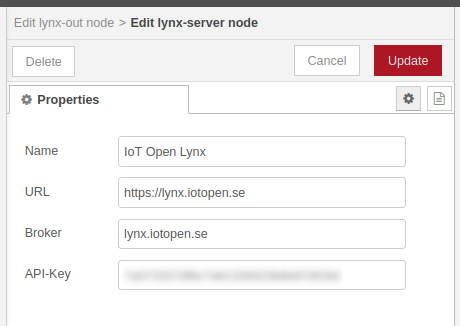 Edit lynx-out node > Edit lynx-server node
Delete Cancel Update
Properties
Name IoT Open Lynx
URL https://lynx.iotopen.se
Broker lynx.iotopen.se
API-Key